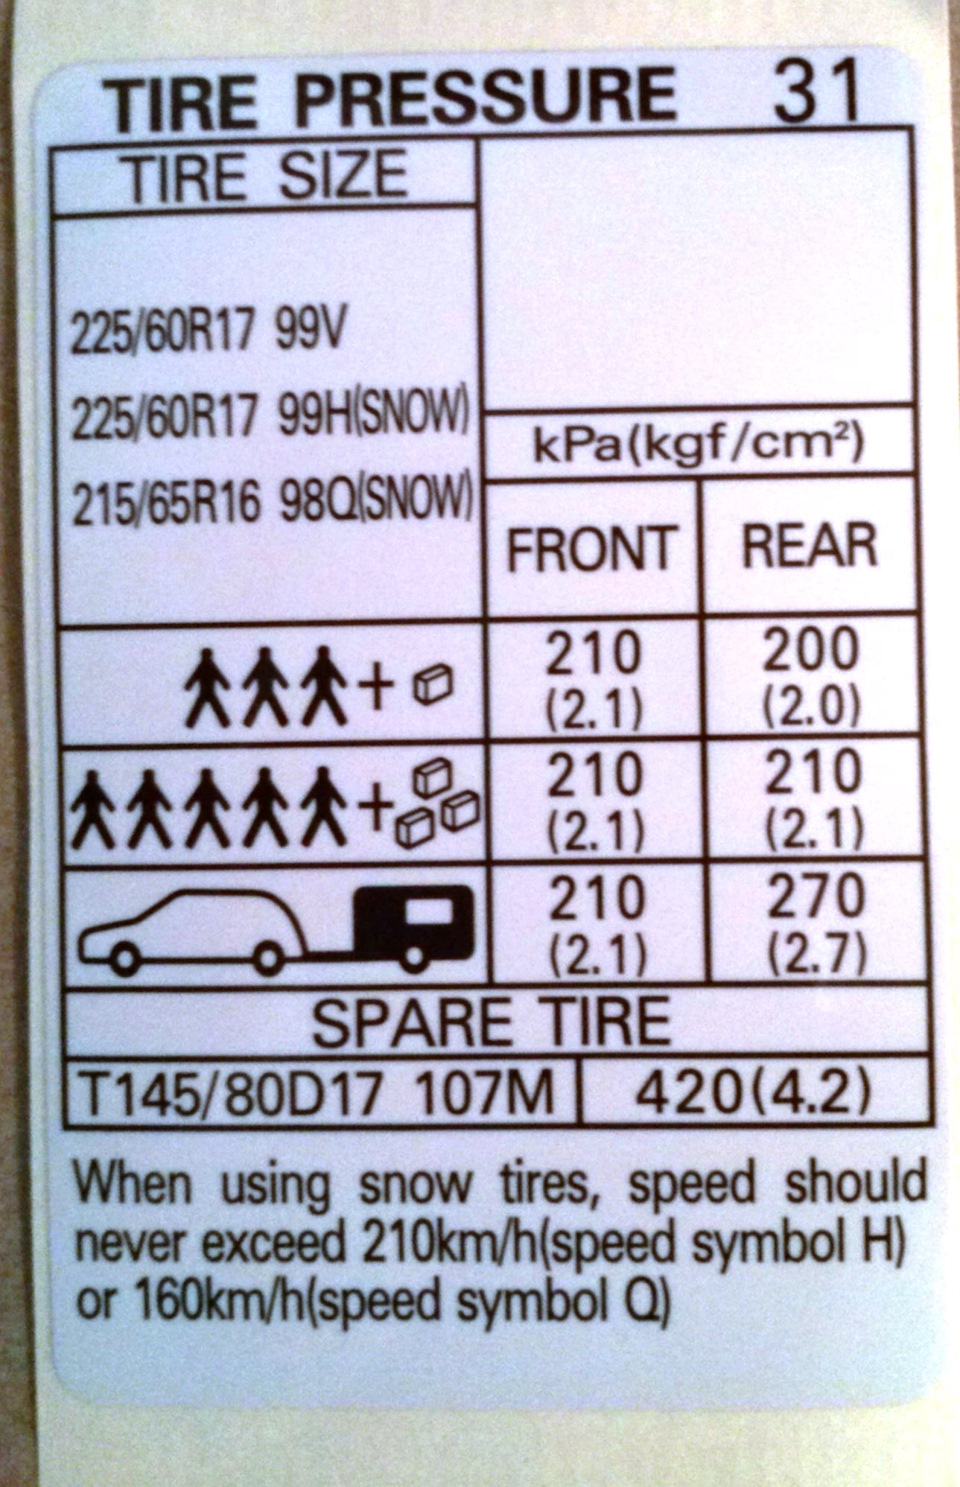 TIRE PRESSURE 31
TIRE SIZE
225/60R17 99V
225/60R17 99H(SNOW)
215/65R16 98Q(SNOW)
kPa(kgf/cm²)
FRONT REAR
210 200
(2.1) (2.0)
210 210
(2.1) (2.1)
210 270
(2.1) (2.7)
SPARE TIRE
T145/80D17 107M 420(4.2)
When using snow tires, speed should
never exceed 210km/h(speed symbol H)
or 160km/h(speed symbol Q)